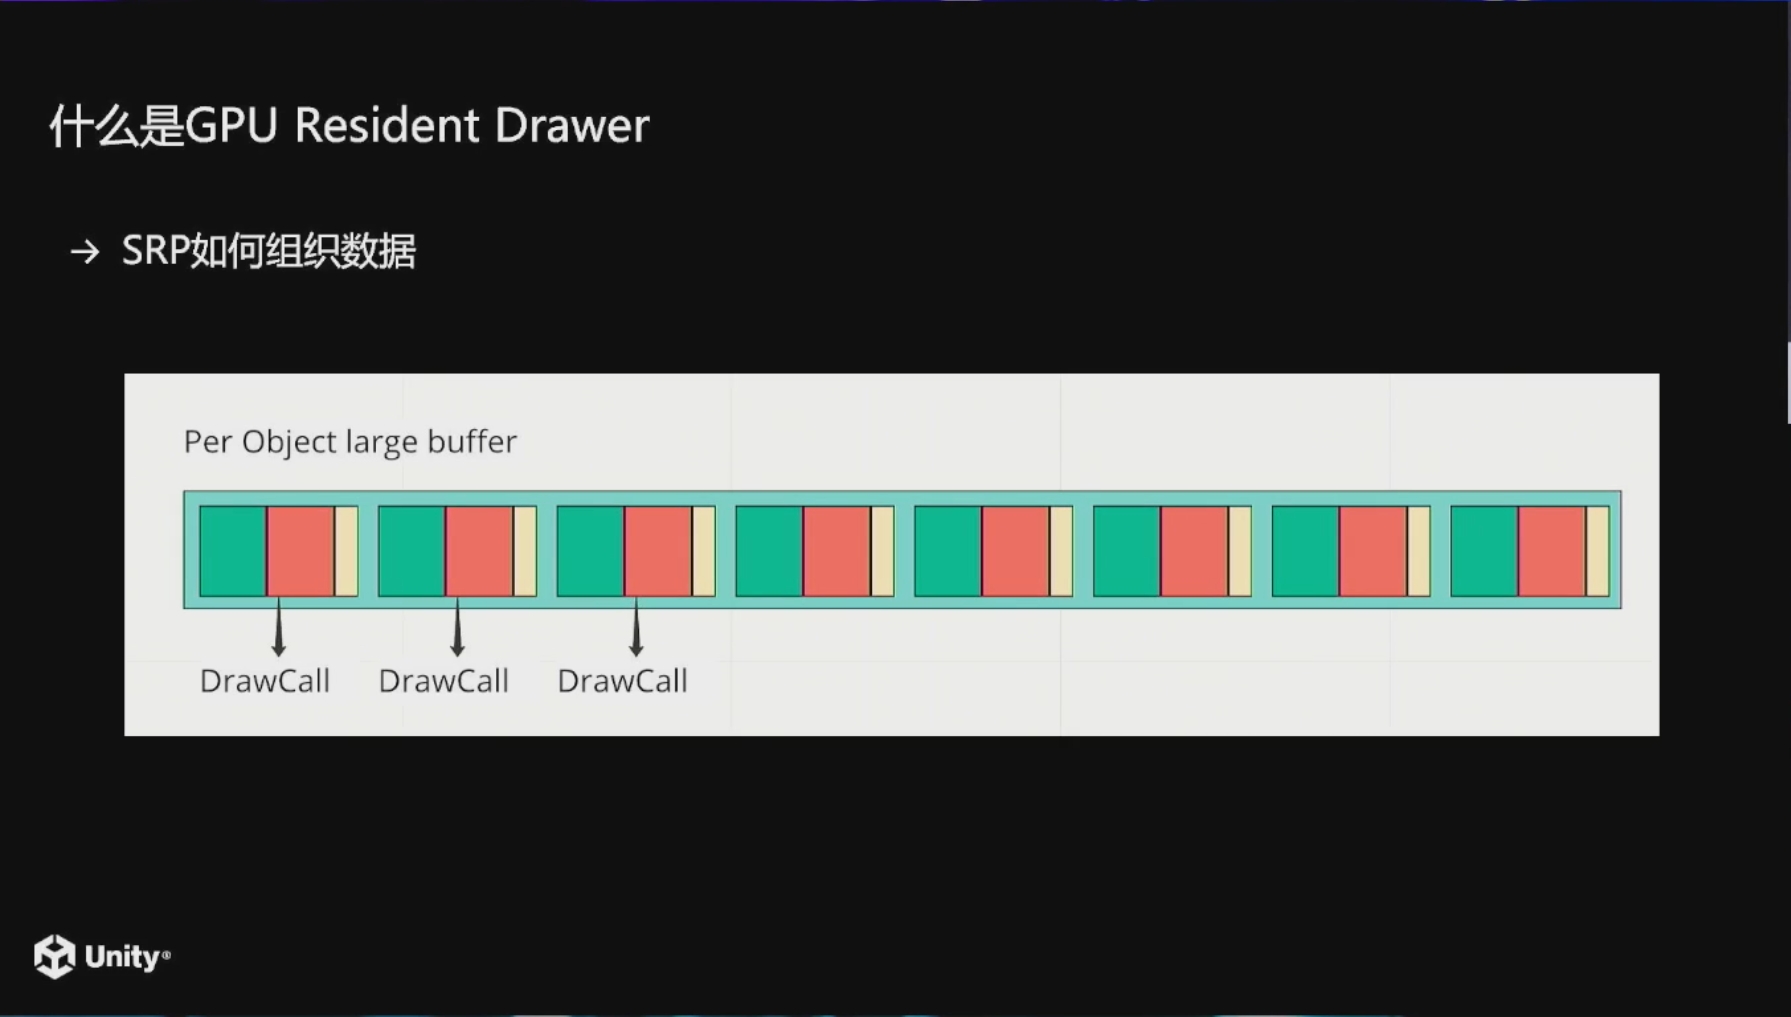 什么是GPU Resident Drawer
→ SRP如何组织数据
Per Object large buffer
DrawCall DrawCall DrawCall
Unity®